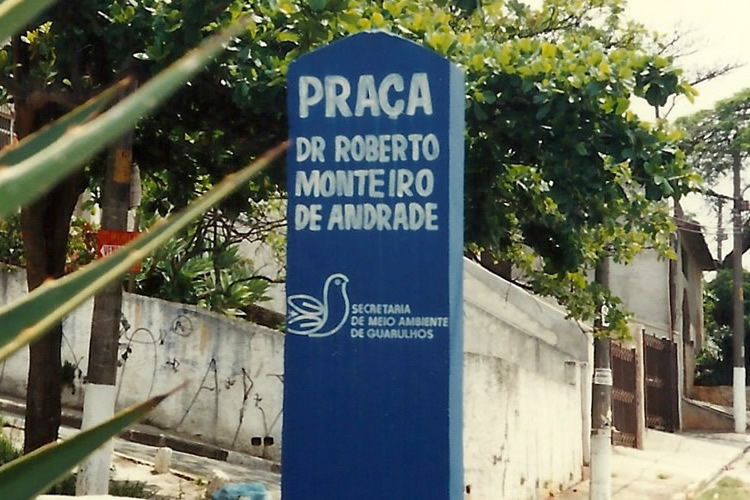 PRAÇA
DR ROBERTO
MONTEIRO
DE ANDRADE
SECRETARIA
DE MEIO AMBIENTE
DE GUARULHOS